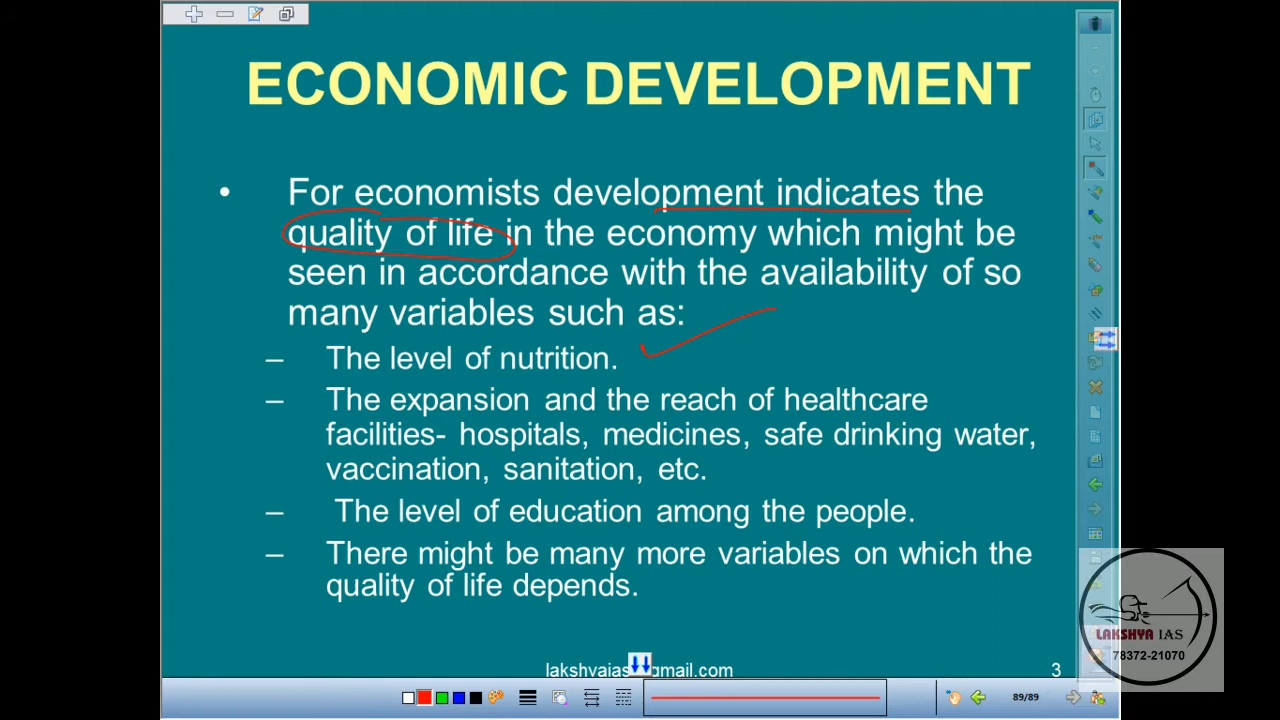 ECONOMIC DEVELOPMENT
• For economists development indicates the
quality of life in the economy which might be
seen in accordance with the availability of so
many variables such as:
– The level of nutrition.
– The expansion and the reach of healthcare
facilities- hospitals, medicines, safe drinking water,
vaccination, sanitation, etc.
– The level of education among the people.
– There might be many more variables on which the
quality of life depends.
LAKSHYA IAS
78372-21070
gmail.com
3
89/89